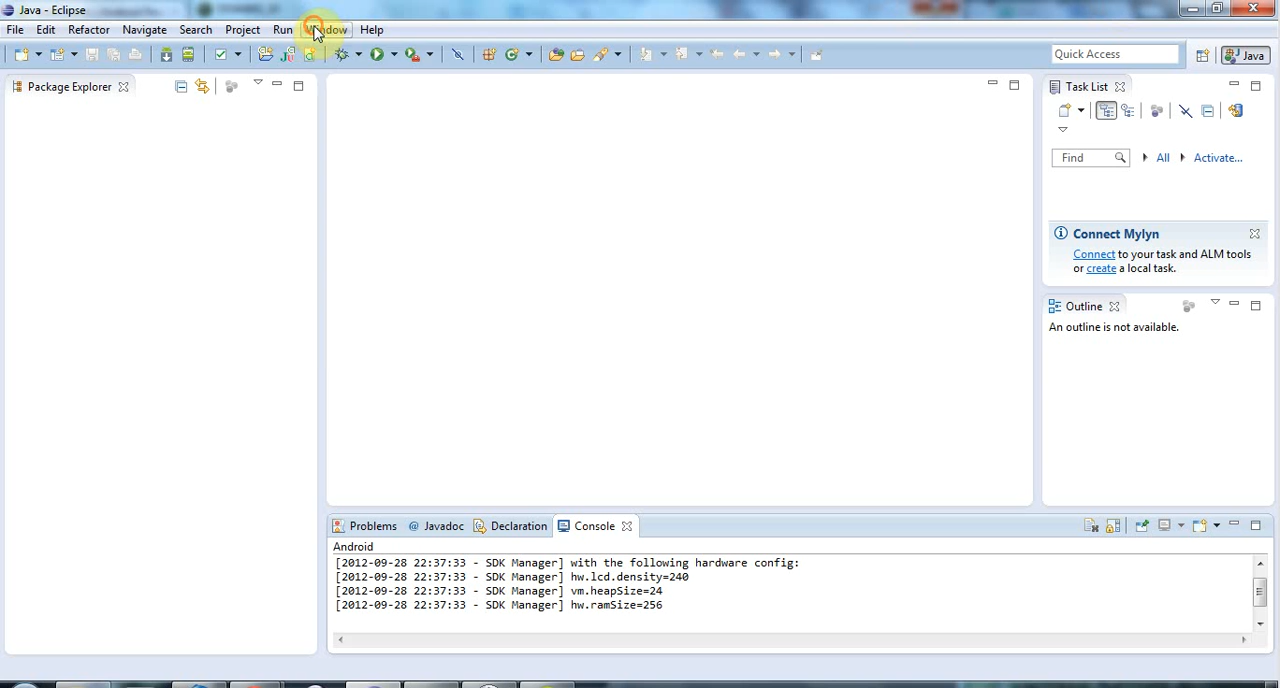 Java - Eclipse
File Edit Refactor Navigate Search Project Run Window Help
Quick Access
Java
Package Explorer
Task List
Find
All
Activate...
Connect Mylyn
Connect to your task and ALM tools
or create a local task.
Outline
An outline is not available.
Problems @ Javadoc Declaration Console
Android
[2012-09-28 22:37:33 - SDK Manager] with the following hardware config:
[2012-09-28 22:37:33 - SDK Manager] hw.lcd.density=240
[2012-09-28 22:37:33 - SDK Manager] vm.heapSize=24
[2012-09-28 22:37:33 - SDK Manager] hw.ramSize=256